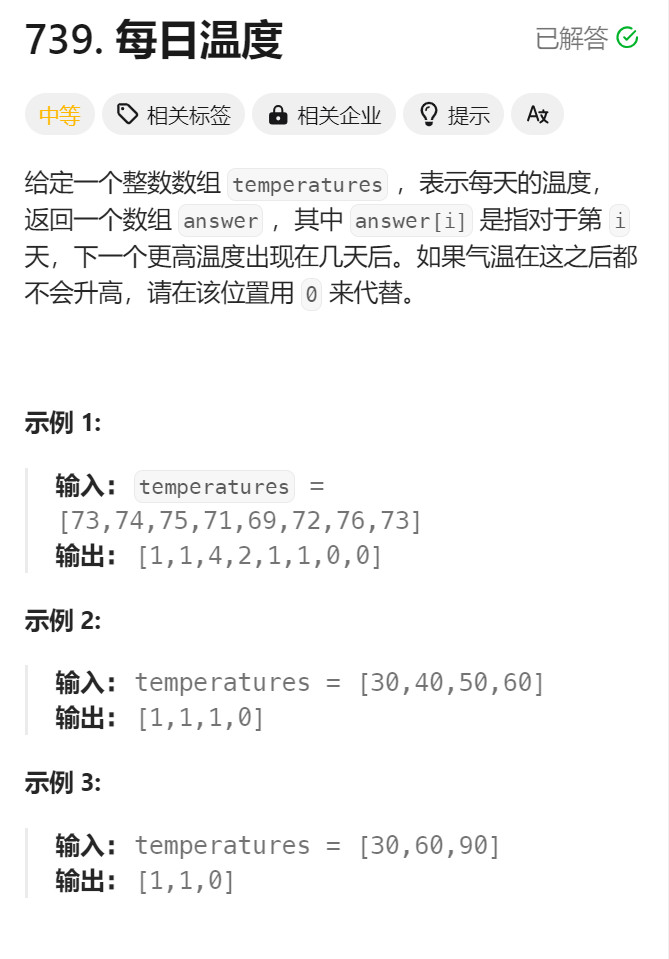 739. 每日温度
已解答
中等
相关标签
相关企业
提示
给定一个整数数组 temperatures ，表示每天的温度，
返回一个数组 answer ，其中 answer[i] 是指对于第 i
天，下一个更高温度出现在几天后。如果气温在这之后都
不会升高，请在该位置用 0 来代替。
示例 1:
输入: temperatures =
[73,74,75,71,69,72,76,73]
输出: [1,1,4,2,1,1,0,0]
示例 2:
输入: temperatures = [30,40,50,60]
输出: [1,1,1,0]
示例 3:
输入: temperatures = [30,60,90]
输出: [1,1,0]